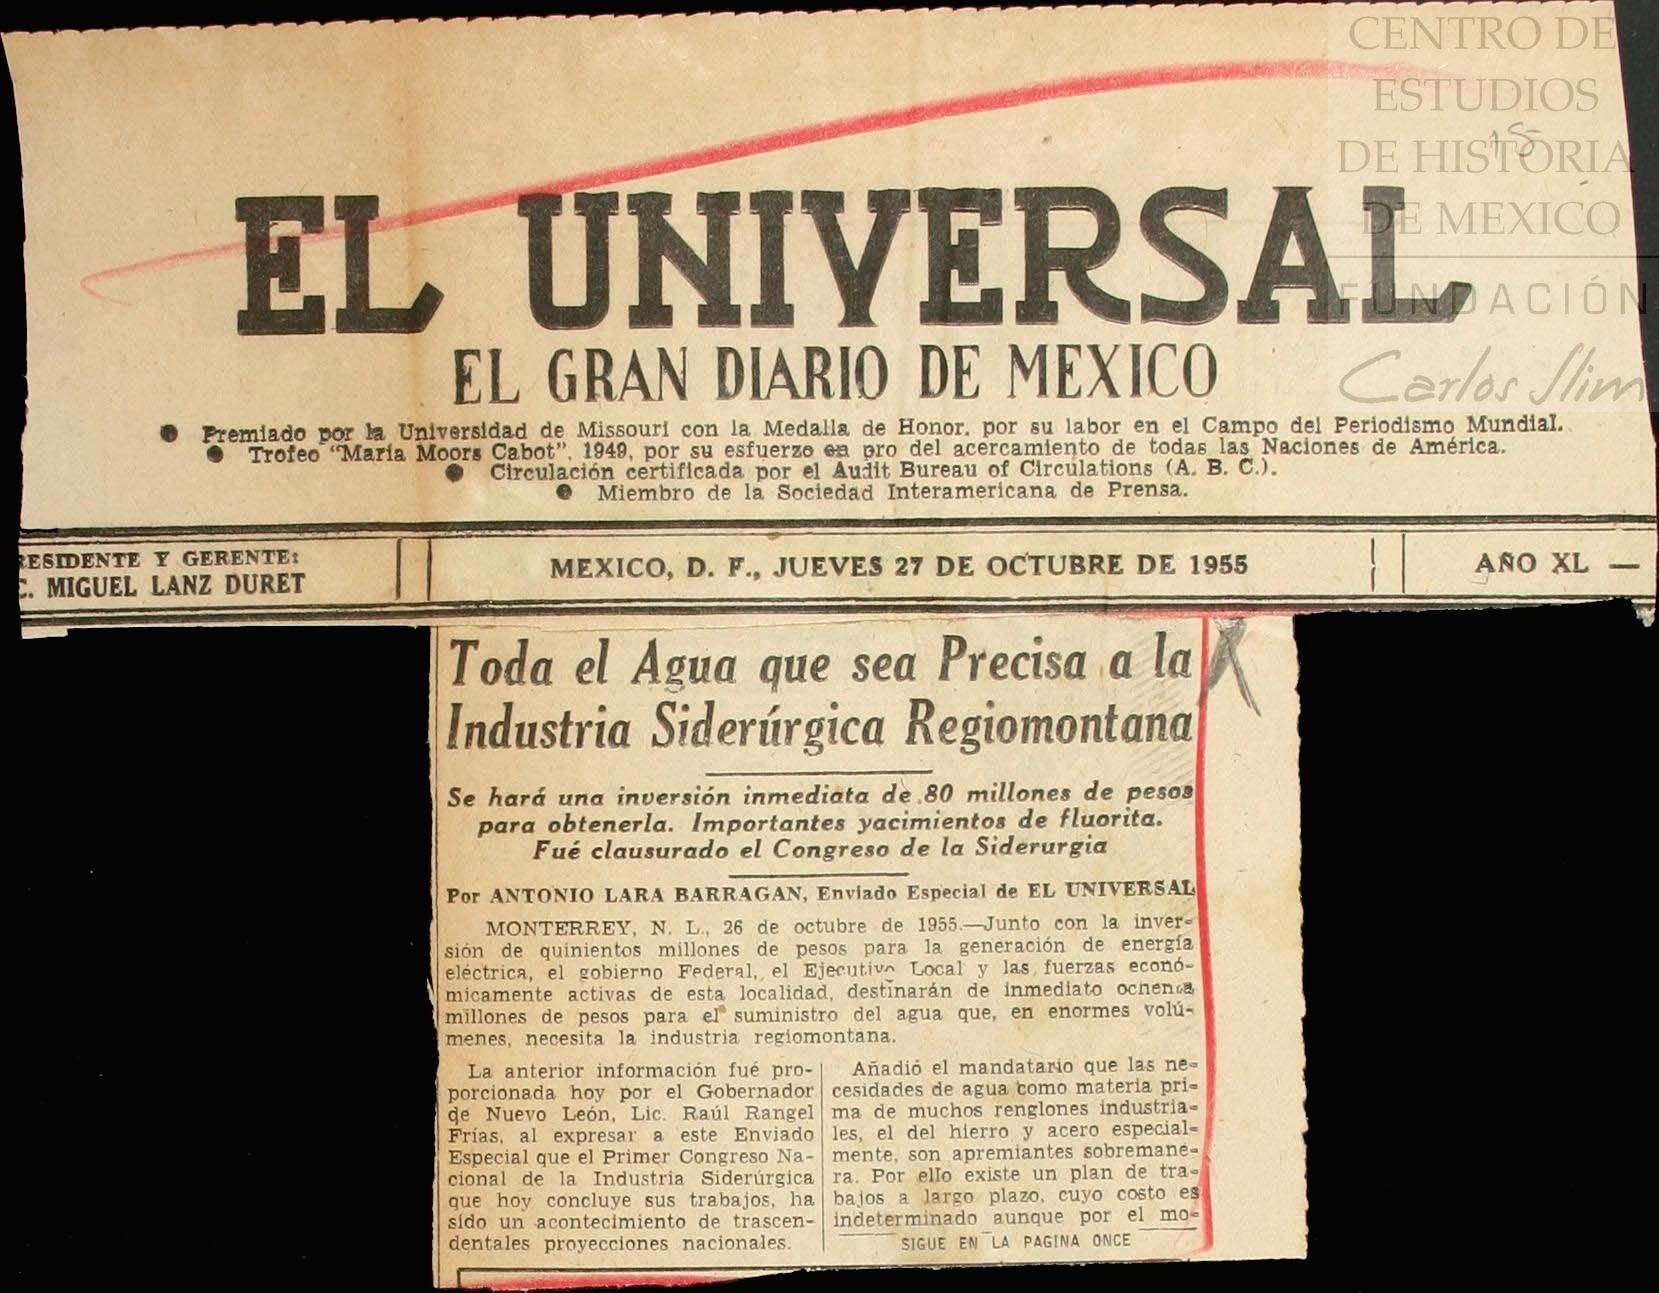 CENTRO DE
ESTUDIOS
DE HISTORIA
DE MEXICO
FUNDACIÓN
Carlos Slim
EL UNIVERSAL
EL GRAN DIARIO DE MEXICO
● Premiado por la Universidad de Missouri con la Medalla de Honor, por su labor en el Campo del Periodismo Mundial.
● Trofeo "Maria Moors Cabot", 1949, por su esfuerzo en pro del acercamiento de todas las Naciones de América.
● Circulación certificada por el Audit Bureau of Circulations (A. B. C.).
● Miembro de la Sociedad Interamericana de Prensa.
RESIDENTE Y GERENTE:
C. MIGUEL LANZ DURET
MEXICO, D. F., JUEVES 27 DE OCTUBRE DE 1955
AÑO XL —
Toda el Agua que sea Precisa a la
Industria Siderúrgica Regiomontana
Se hará una inversión inmediata de 80 millones de pesos
para obtenerla. Importantes yacimientos de fluorita.
Fué clausurado el Congreso de la Siderurgia
Por ANTONIO LARA BARRAGAN, Enviado Especial de EL UNIVERSAL
MONTERREY, N. L., 26 de octubre de 1955.—Junto con la inver-
sión de quinientos millones de pesos para la generación de energía
eléctrica, el gobierno Federal, el Ejecutivo Local y las fuerzas econó-
micamente activas de esta localidad, destinarán de inmediato ochenta
millones de pesos para el suministro del agua que, en enormes volú-
menes, necesita la industria regiomontana.
La anterior información fué pro-
porcionada hoy por el Gobernador
de Nuevo León, Lic. Raúl Rangel
Frías, al expresar a este Enviado
Especial que el Primer Congreso Na-
cional de la Industria Siderúrgica
que hoy concluye sus trabajos, ha
sido un acontecimiento de trascen-
dentales proyecciones nacionales.
Añadió el mandatario que las ne-
cesidades de agua como materia pri-
ma de muchos renglones industria-
les, el del hierro y acero especial-
mente, son apremiantes sobremane-
ra. Por ello existe un plan de tra-
bajos a largo plazo, cuyo costo es
indeterminado aunque por el mo-
SIGUE EN LA PAGINA ONCE